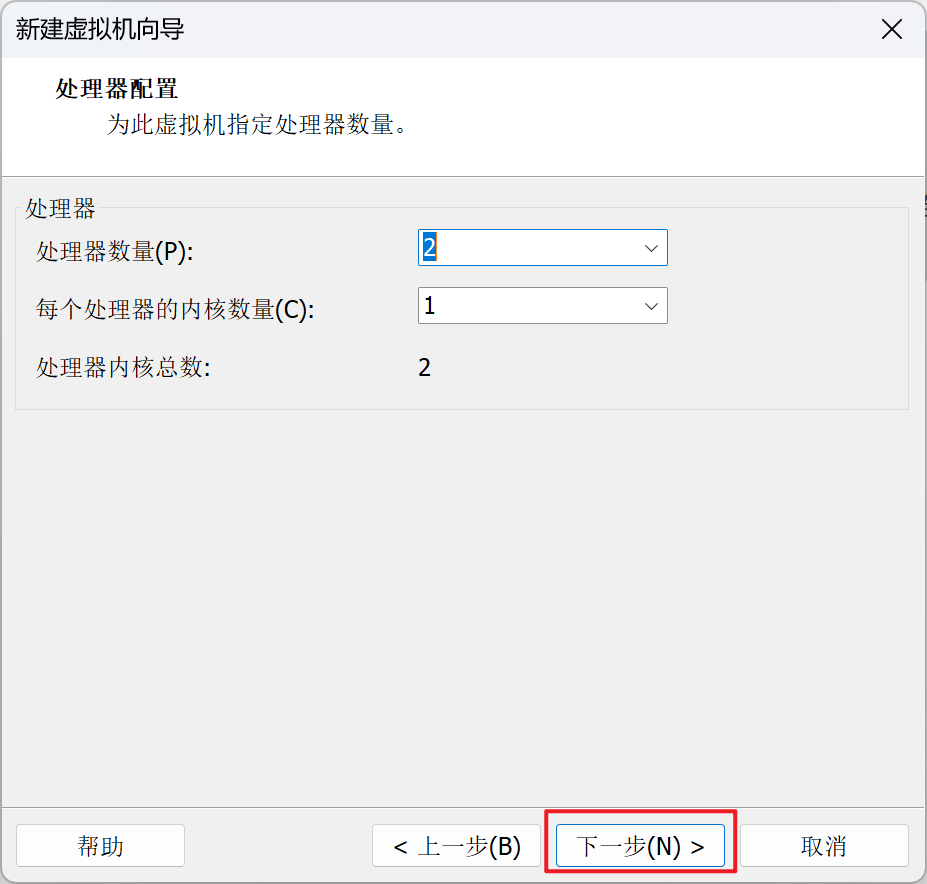 新建虚拟机向导
处理器配置
为此虚拟机指定处理器数量。
处理器
处理器数量(P):
2
每个处理器的内核数量(C):
1
处理器内核总数:
2
帮助
< 上一步(B)
下一步(N) >
取消